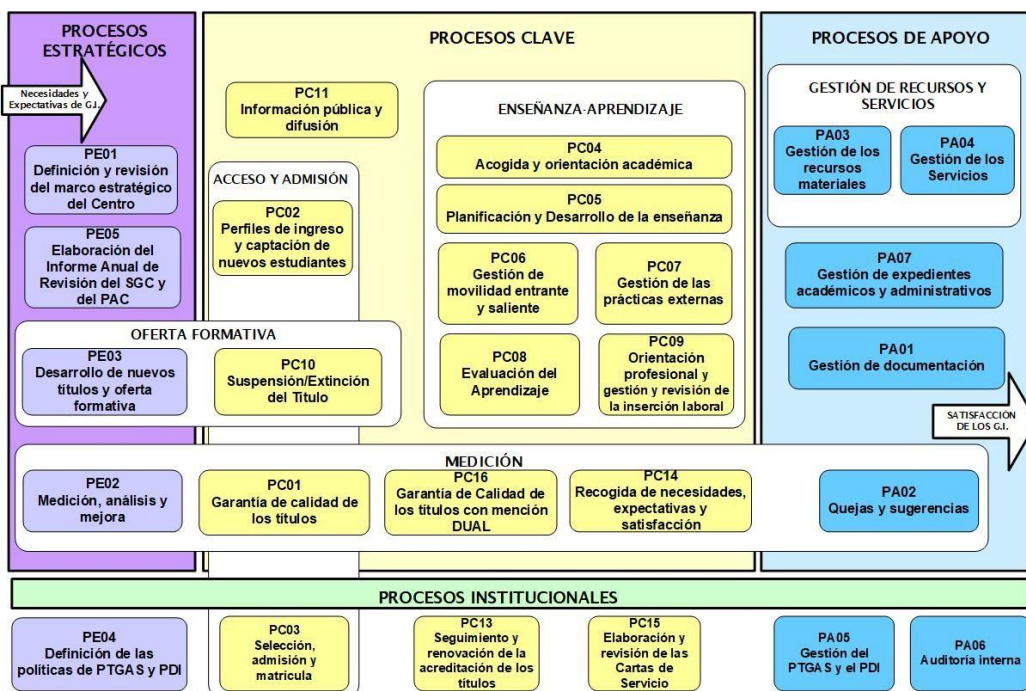 PROCESOS
ESTRATÉGICOS
Necesidades y
Expectativas de G.I.
PE01
Definición y revisión
del marco estratégico
del Centro
PE05
Elaboración del
Informe Anual de
Revisión del SGC y
del PAC
PROCESOS CLAVE
PC11
Información pública y
difusión
ACCESO Y ADMISIÓN
PC02
Perfiles de ingreso
y captación de
nuevos estudiantes
OFERTA FORMATIVA
PE03
Desarrollo de nuevos
títulos y oferta
formativa
PC10
Suspensión/Extinción
del Título
ENSEÑANZA-APRENDIZAJE
PC04
Acogida y orientación académica
PC05
Planificación y Desarrollo de la enseñanza
PC06
Gestión de
movilidad entrante
y saliente
PC07
Gestión de las
prácticas externas
PC08
Evaluación del
Aprendizaje
PC09
Orientación
profesional y
gestión y revisión de
la inserción laboral
PROCESOS DE APOYO
GESTIÓN DE RECURSOS Y
SERVICIOS
PA03
Gestión de los
recursos
materiales
PA04
Gestión de los
Servicios
PA07
Gestión de expedientes
académicos y administrativos
PA01
Gestión de documentación
SATISFACCIÓN
DE LOS G.I.
MEDICIÓN
PE02
Medición, análisis y
mejora
PC01
Garantía de calidad de
los títulos
PC16
Garantía de Calidad de
los títulos con mención
DUAL
PC14
Recogida de necesidades,
expectativas y
satisfacción
PA02
Quejas y sugerencias
PROCESOS INSTITUCIONALES
PE04
Definición de las
políticas de PTGAS y PDI
PC03
Selección,
admisión y
matrícula
PC13
Seguimiento y
renovación de la
acreditación de los
títulos
PC15
Elaboración y
revisión de las
Cartas de
Servicio
PA05
Gestión del
PTGAS y el PDI
PA06
Auditoría interna